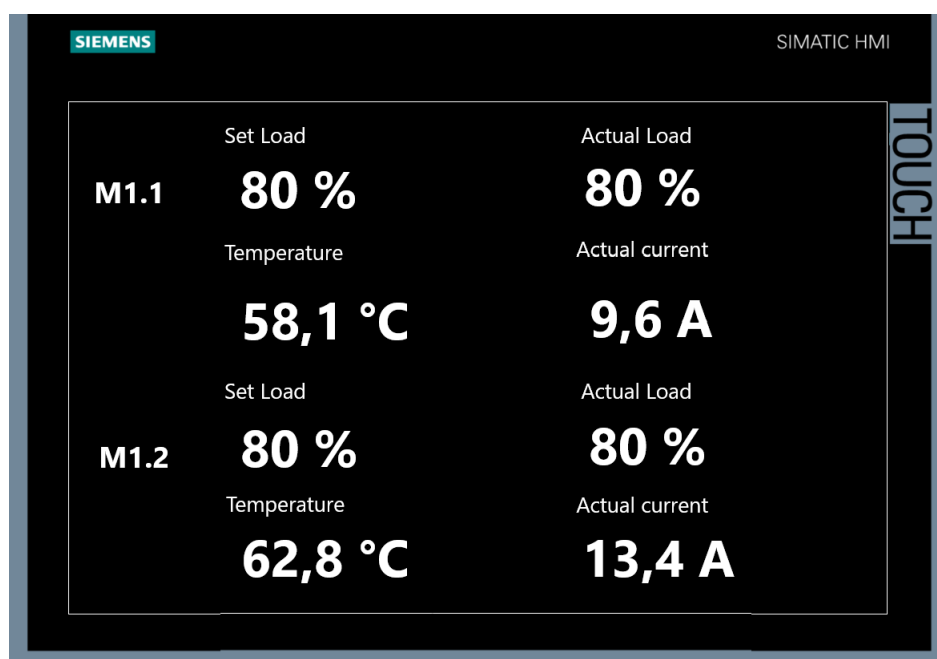 SIEMENS
SIMATIC HMI
TOUCH
Set Load
Actual Load
M1.1
80 %
80 %
Temperature
Actual current
58,1 °C
9,6 A
Set Load
Actual Load
M1.2
80 %
80 %
Temperature
Actual current
62,8 °C
13,4 A